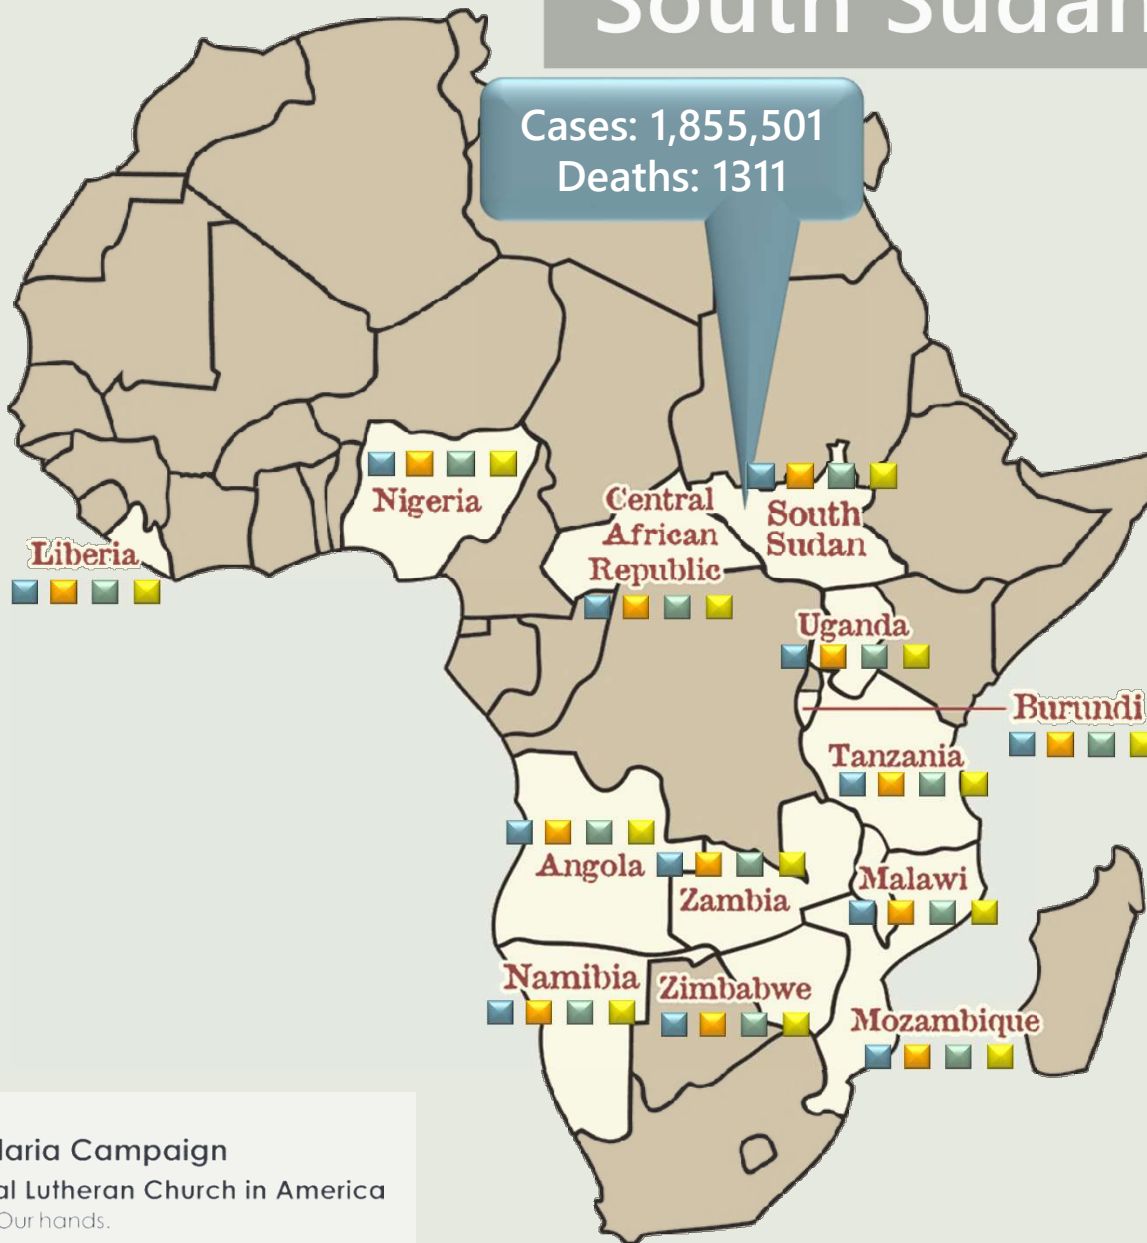 South Sudan
Cases: 1,855,501
Deaths: 1311
Nigeria
Central
African
Republic
South
Sudan
Liberia
Uganda
Burundi
Tanzania
Angola
Zambia
Malawi
Namibia
Zimbabwe
Mozambique
laria Campaign
al Lutheran Church in America
Our hands.